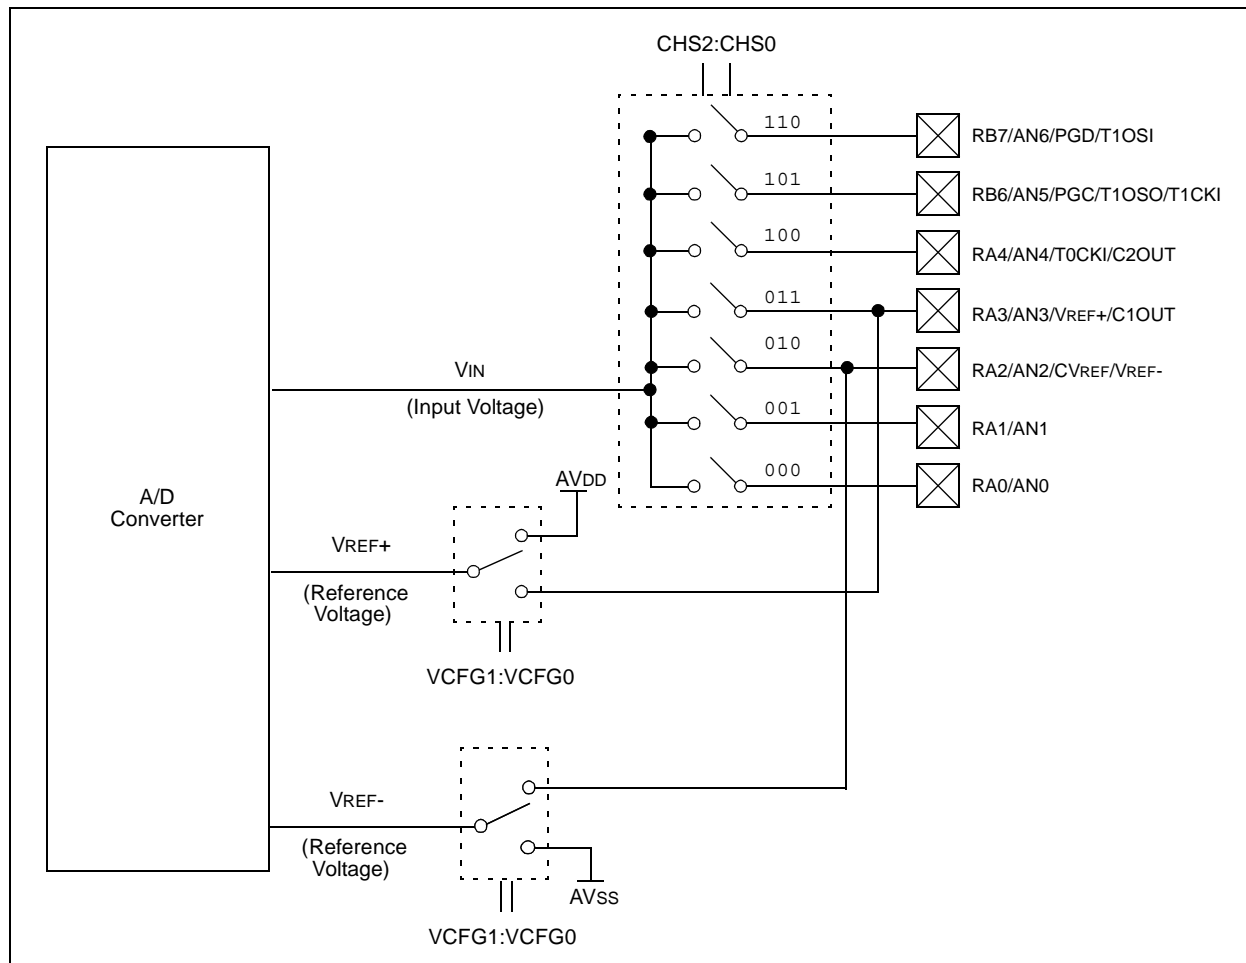 CHS2:CHS0
110
RB7/AN6/PGD/T1OSI
101
RB6/AN5/PGC/T1OSO/T1CKI
100
RA4/AN4/T0CKI/C2OUT
011
RA3/AN3/VREF+/C1OUT
010
RA2/AN2/CVREF/VREF-
VIN
(Input Voltage)
001
RA1/AN1
000
RA0/AN0
A/D
Converter
AVDD
VREF+
(Reference
Voltage)
VCFG1:VCFG0
VREF-
(Reference
Voltage)
AVSS
VCFG1:VCFG0